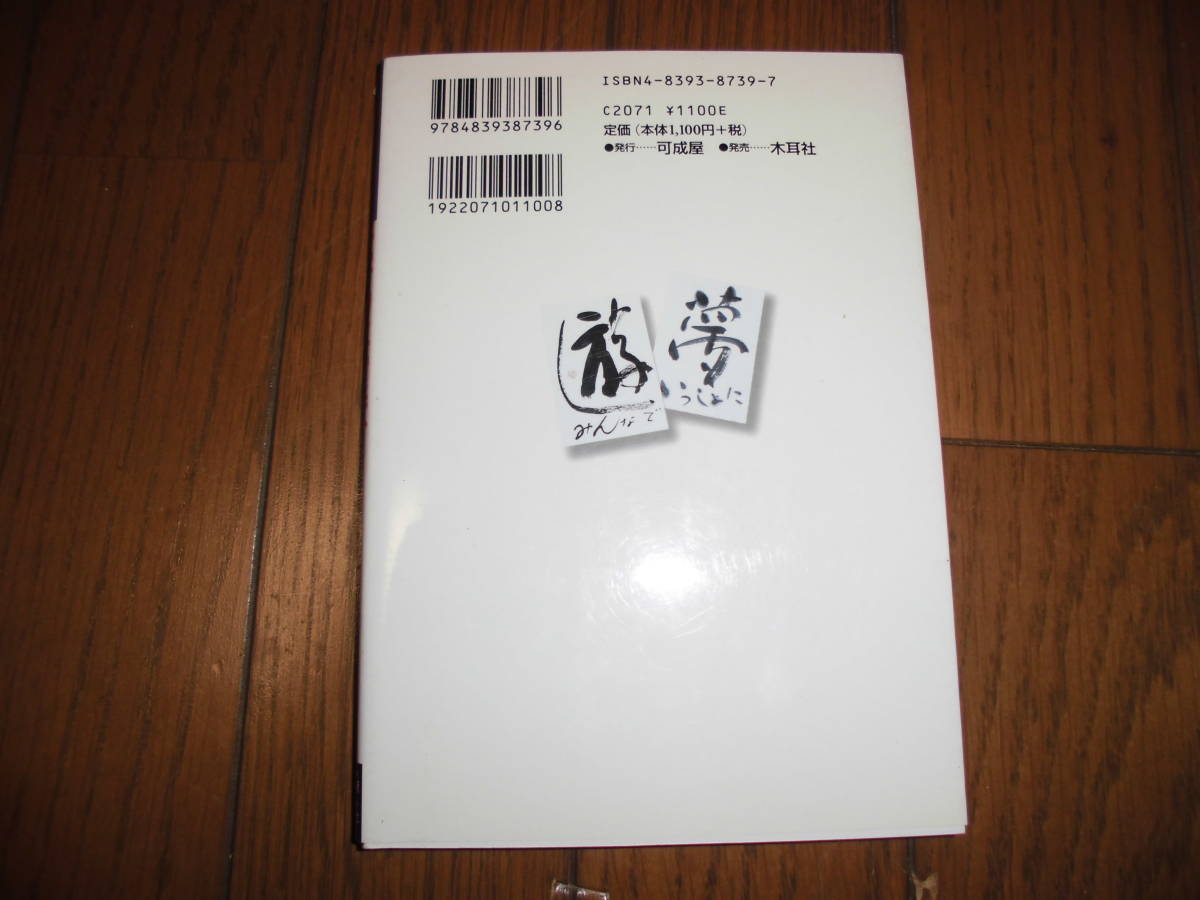 9784839387396
1922071011008
ISBN4-8393-8739-7
C2071 ¥1100E
定価（本体1,100円＋税）
●発行……可成屋 ●発売……木耳社
遊
みんなで
夢
いっしょに